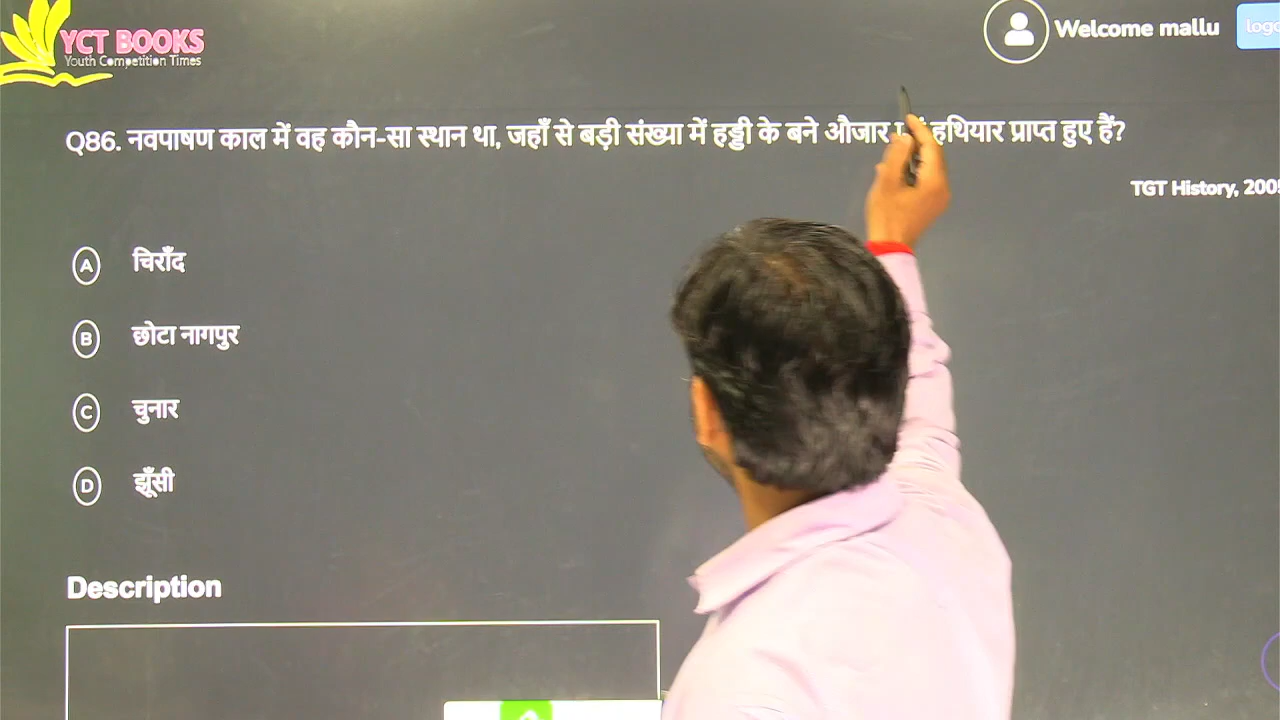 YCT BOOKS
Youth Competition Times
Welcome mallu
Q86. नवपाषण काल में वह कौन-सा स्थान था, जहाँ से बड़ी संख्या में हड्डी के बने औजार हथियार प्राप्त हुए हैं?
TGT History,
A चिराँद
B छोटा नागपुर
C चुनार
D झूँसी
Description